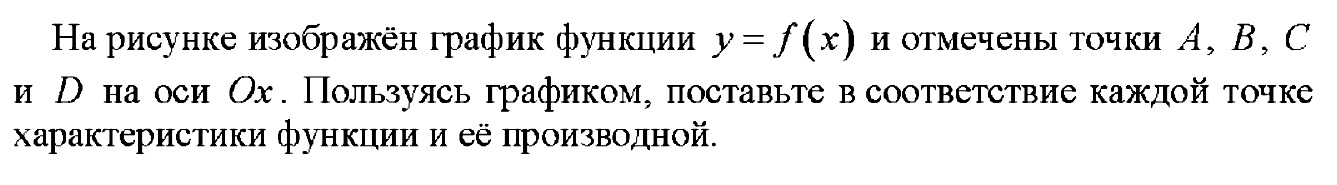 На рисунке изображён график функции y = f(x) и отмечены точки A, B, C
и D на оси Ox. Пользуясь графиком, поставьте в соответствие каждой точке
характеристики функции и её производной.